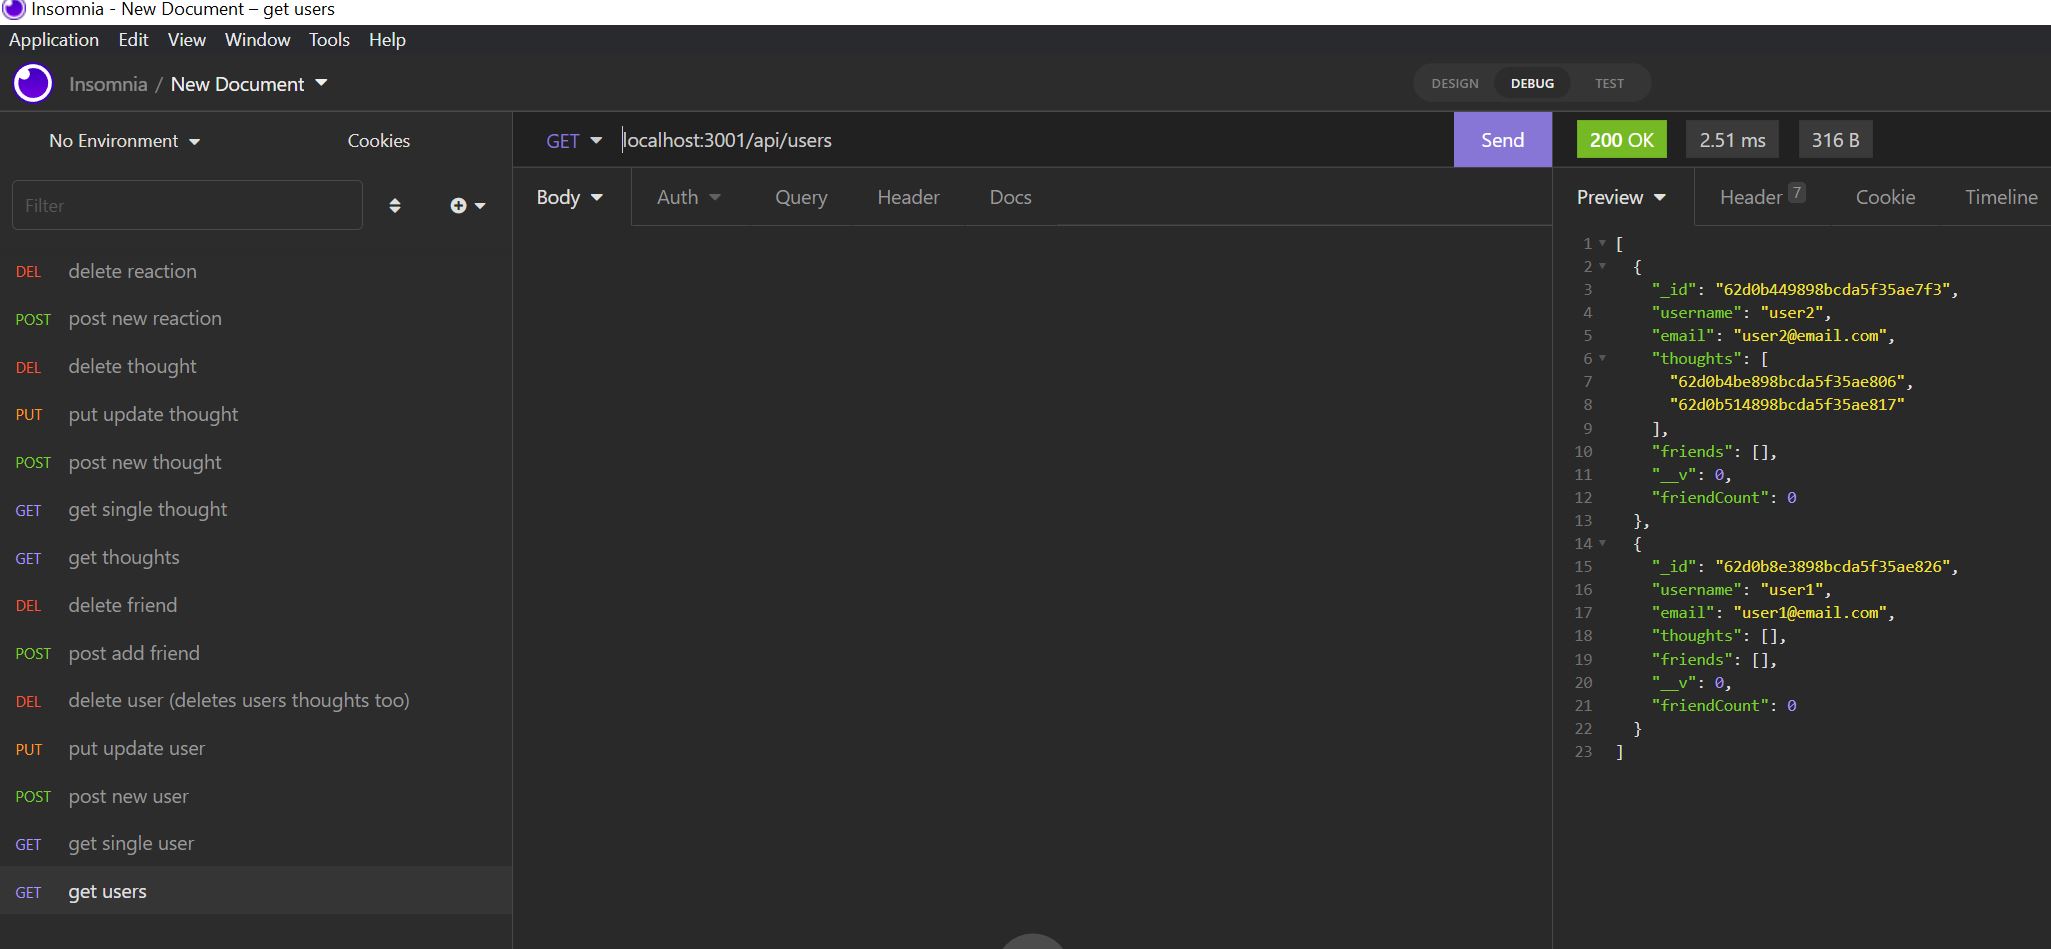 Insomnia - New Document – get users
Application Edit View Window Tools Help
Insomnia / New Document
DESIGN DEBUG TEST
No Environment Cookies
GET localhost:3001/api/users Send 200 OK 2.51 ms 316 B
Filter
Body Auth Query Header Docs
Preview Header 7 Cookie Timeline
DEL delete reaction
POST post new reaction
DEL delete thought
PUT put update thought
POST post new thought
GET get single thought
GET get thoughts
DEL delete friend
POST post add friend
DEL delete user (deletes users thoughts too)
PUT put update user
POST post new user
GET get single user
GET get users
1 [
2 {
3 "_id": "62d0b449898bcda5f35ae7f3",
4 "username": "user2",
5 "email": "user2@email.com",
6 "thoughts": [
7 "62d0b4be898bcda5f35ae806",
8 "62d0b514898bcda5f35ae817"
9 ],
10 "friends": [],
11 "__v": 0,
12 "friendCount": 0
13 },
14 {
15 "_id": "62d0b8e3898bcda5f35ae826",
16 "username": "user1",
17 "email": "user1@email.com",
18 "thoughts": [],
19 "friends": [],
20 "__v": 0,
21 "friendCount": 0
22 }
23 ]